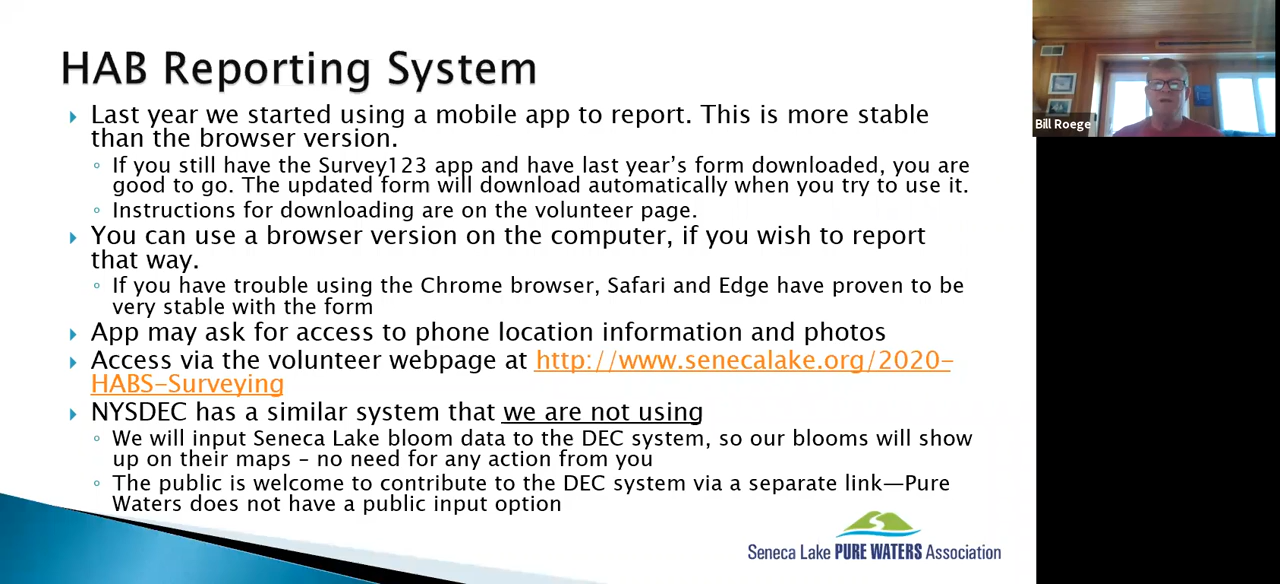 HAB Reporting System
Last year we started using a mobile app to report. This is more stable
than the browser version.
If you still have the Survey123 app and have last year's form downloaded, you are
good to go. The updated form will download automatically when you try to use it.
Instructions for downloading are on the volunteer page.
You can use a browser version on the computer, if you wish to report
that way.
If you have trouble using the Chrome browser, Safari and Edge have proven to be
very stable with the form
App may ask for access to phone location information and photos
Access via the volunteer webpage at http://www.senecalake.org/2020-
HABS-Surveying
NYSDEC has a similar system that we are not using
We will input Seneca Lake bloom data to the DEC system, so our blooms will show
up on their maps – no need for any action from you
The public is welcome to contribute to the DEC system via a separate link—Pure
Waters does not have a public input option
Seneca Lake PURE WATERS Association
Bill Roege